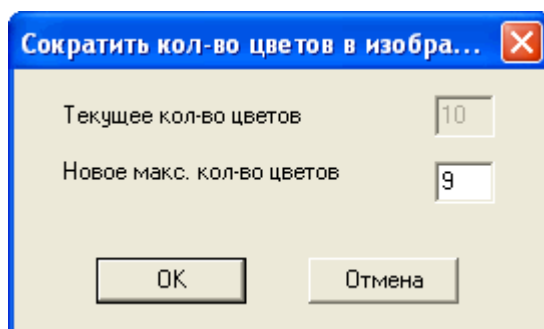 Сократить кол-во цветов в изобра...
Текущее кол-во цветов 10
Новое макс. кол-во цветов 9
OK Отмена